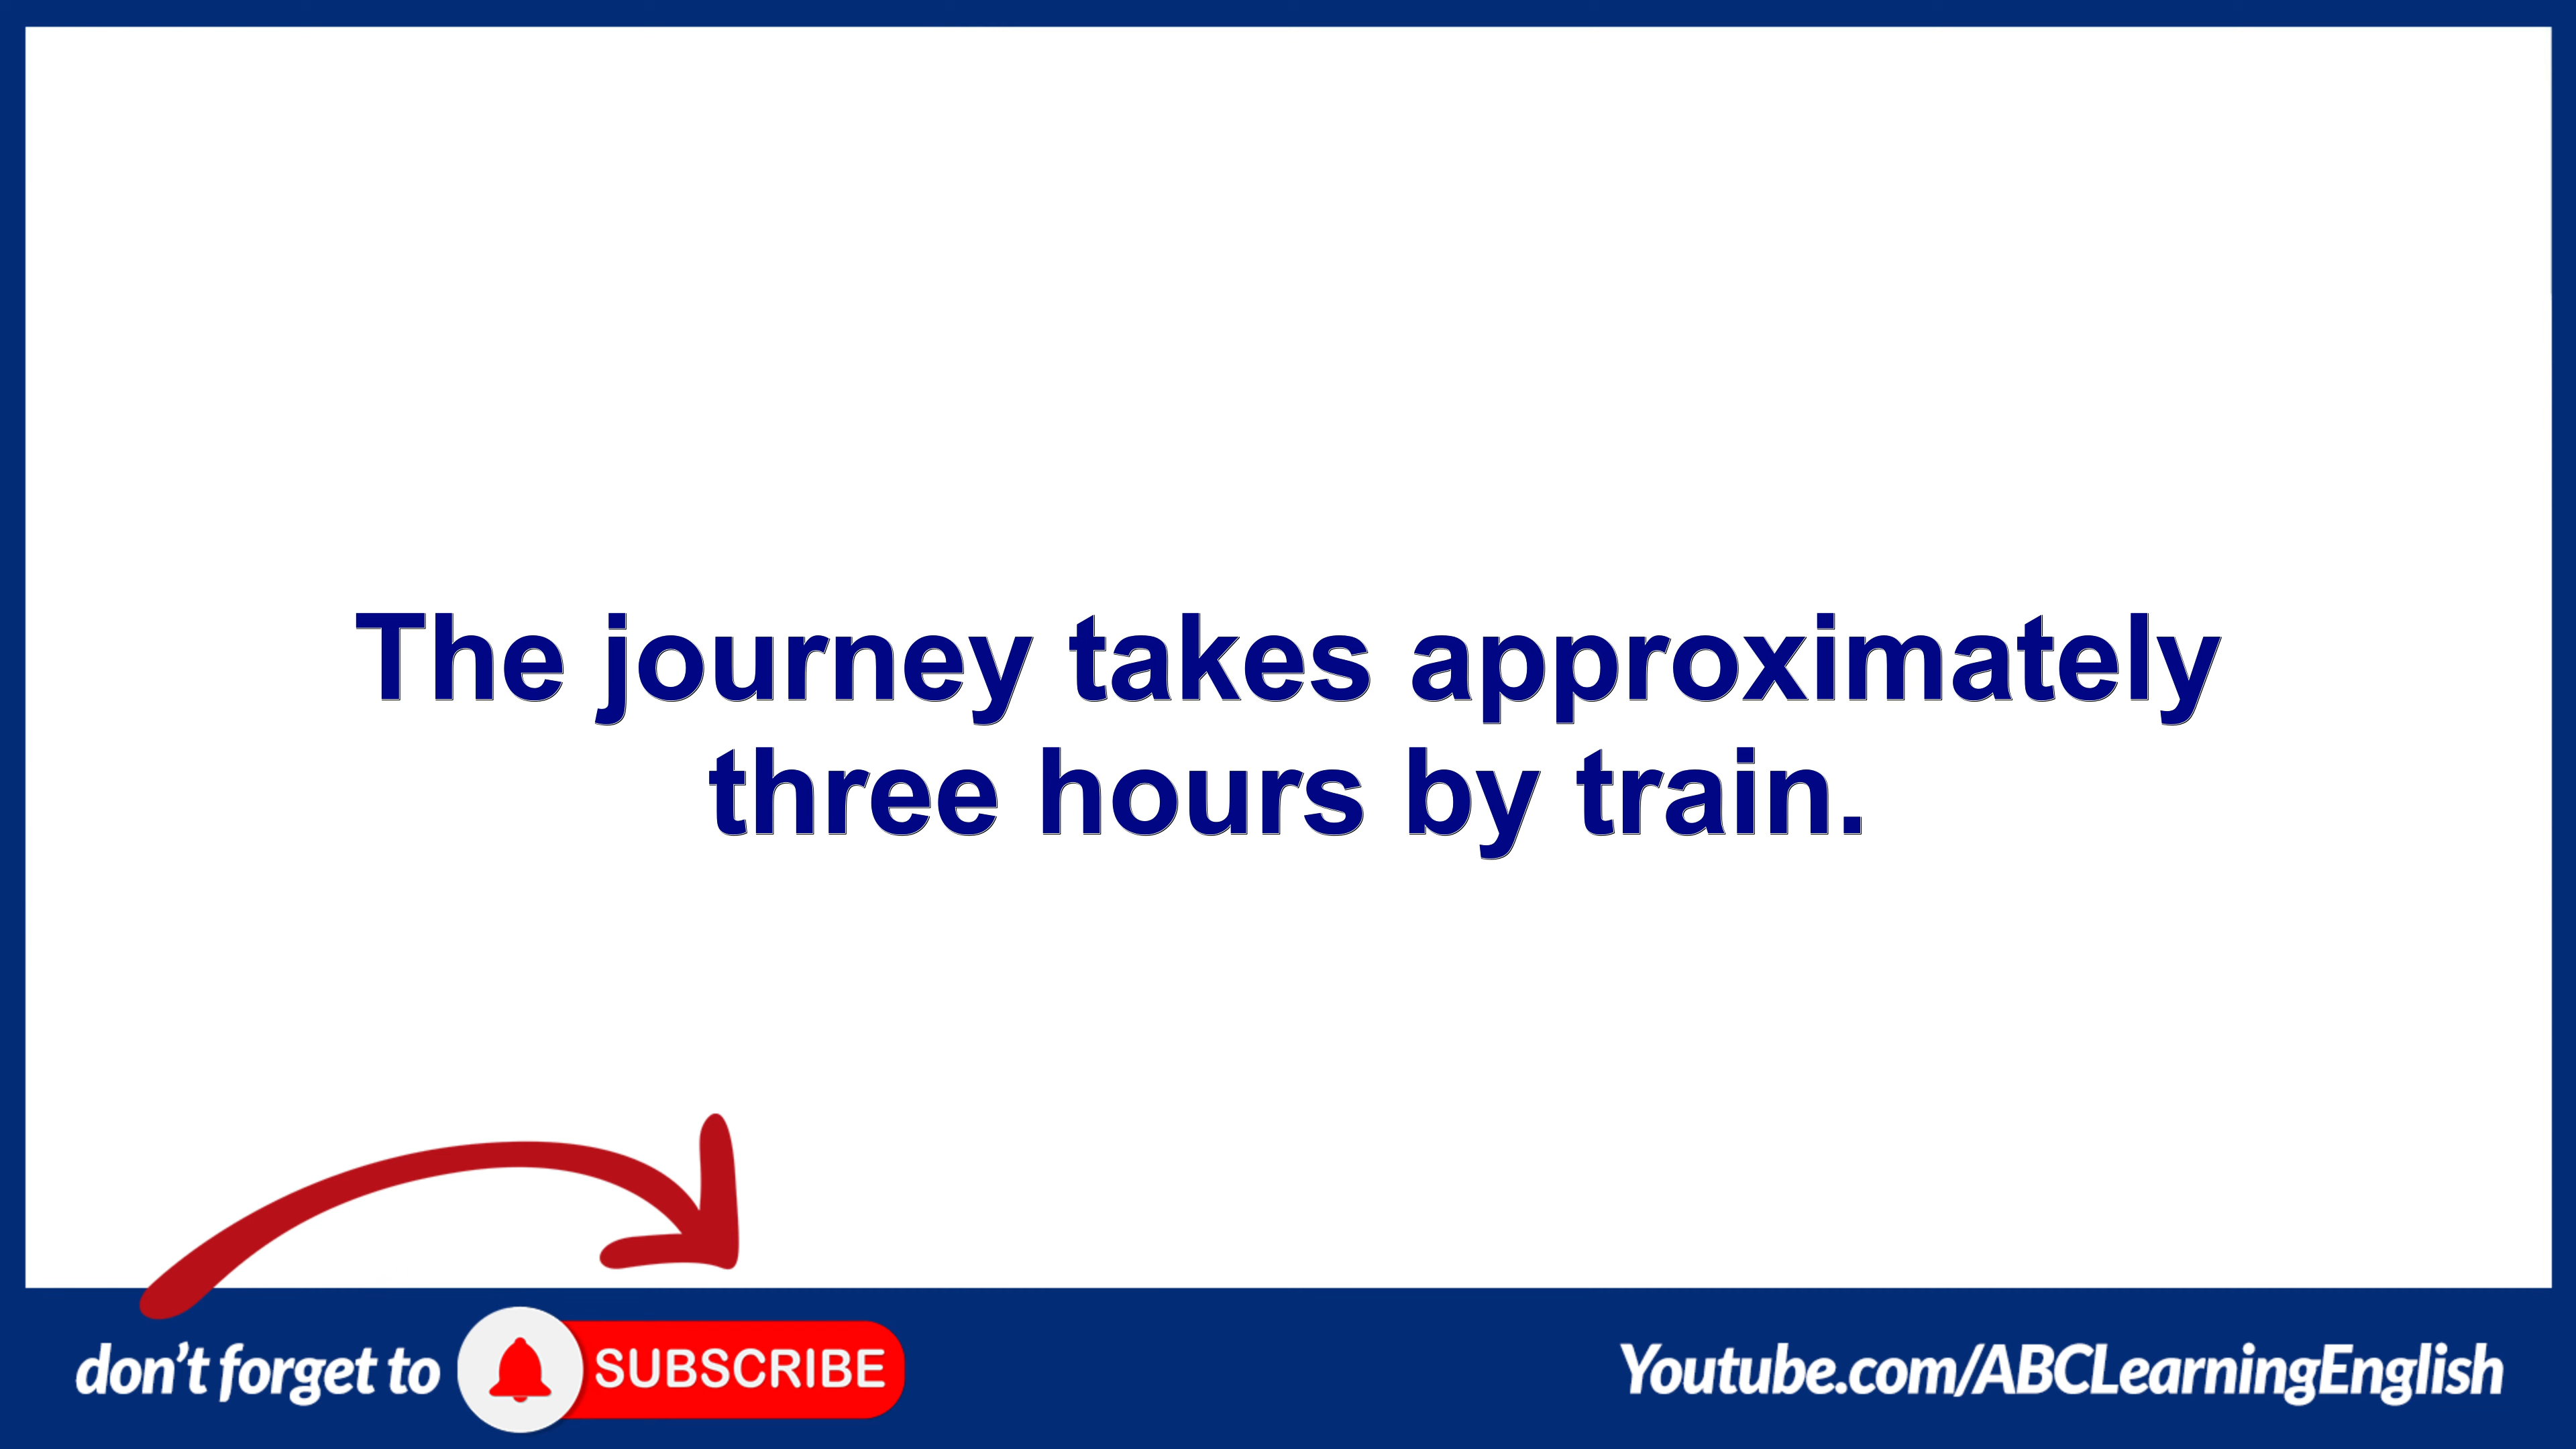 The journey takes approximately
three hours by train.
don't forget to SUBSCRIBE
Youtube.com/ABCLearningEnglish